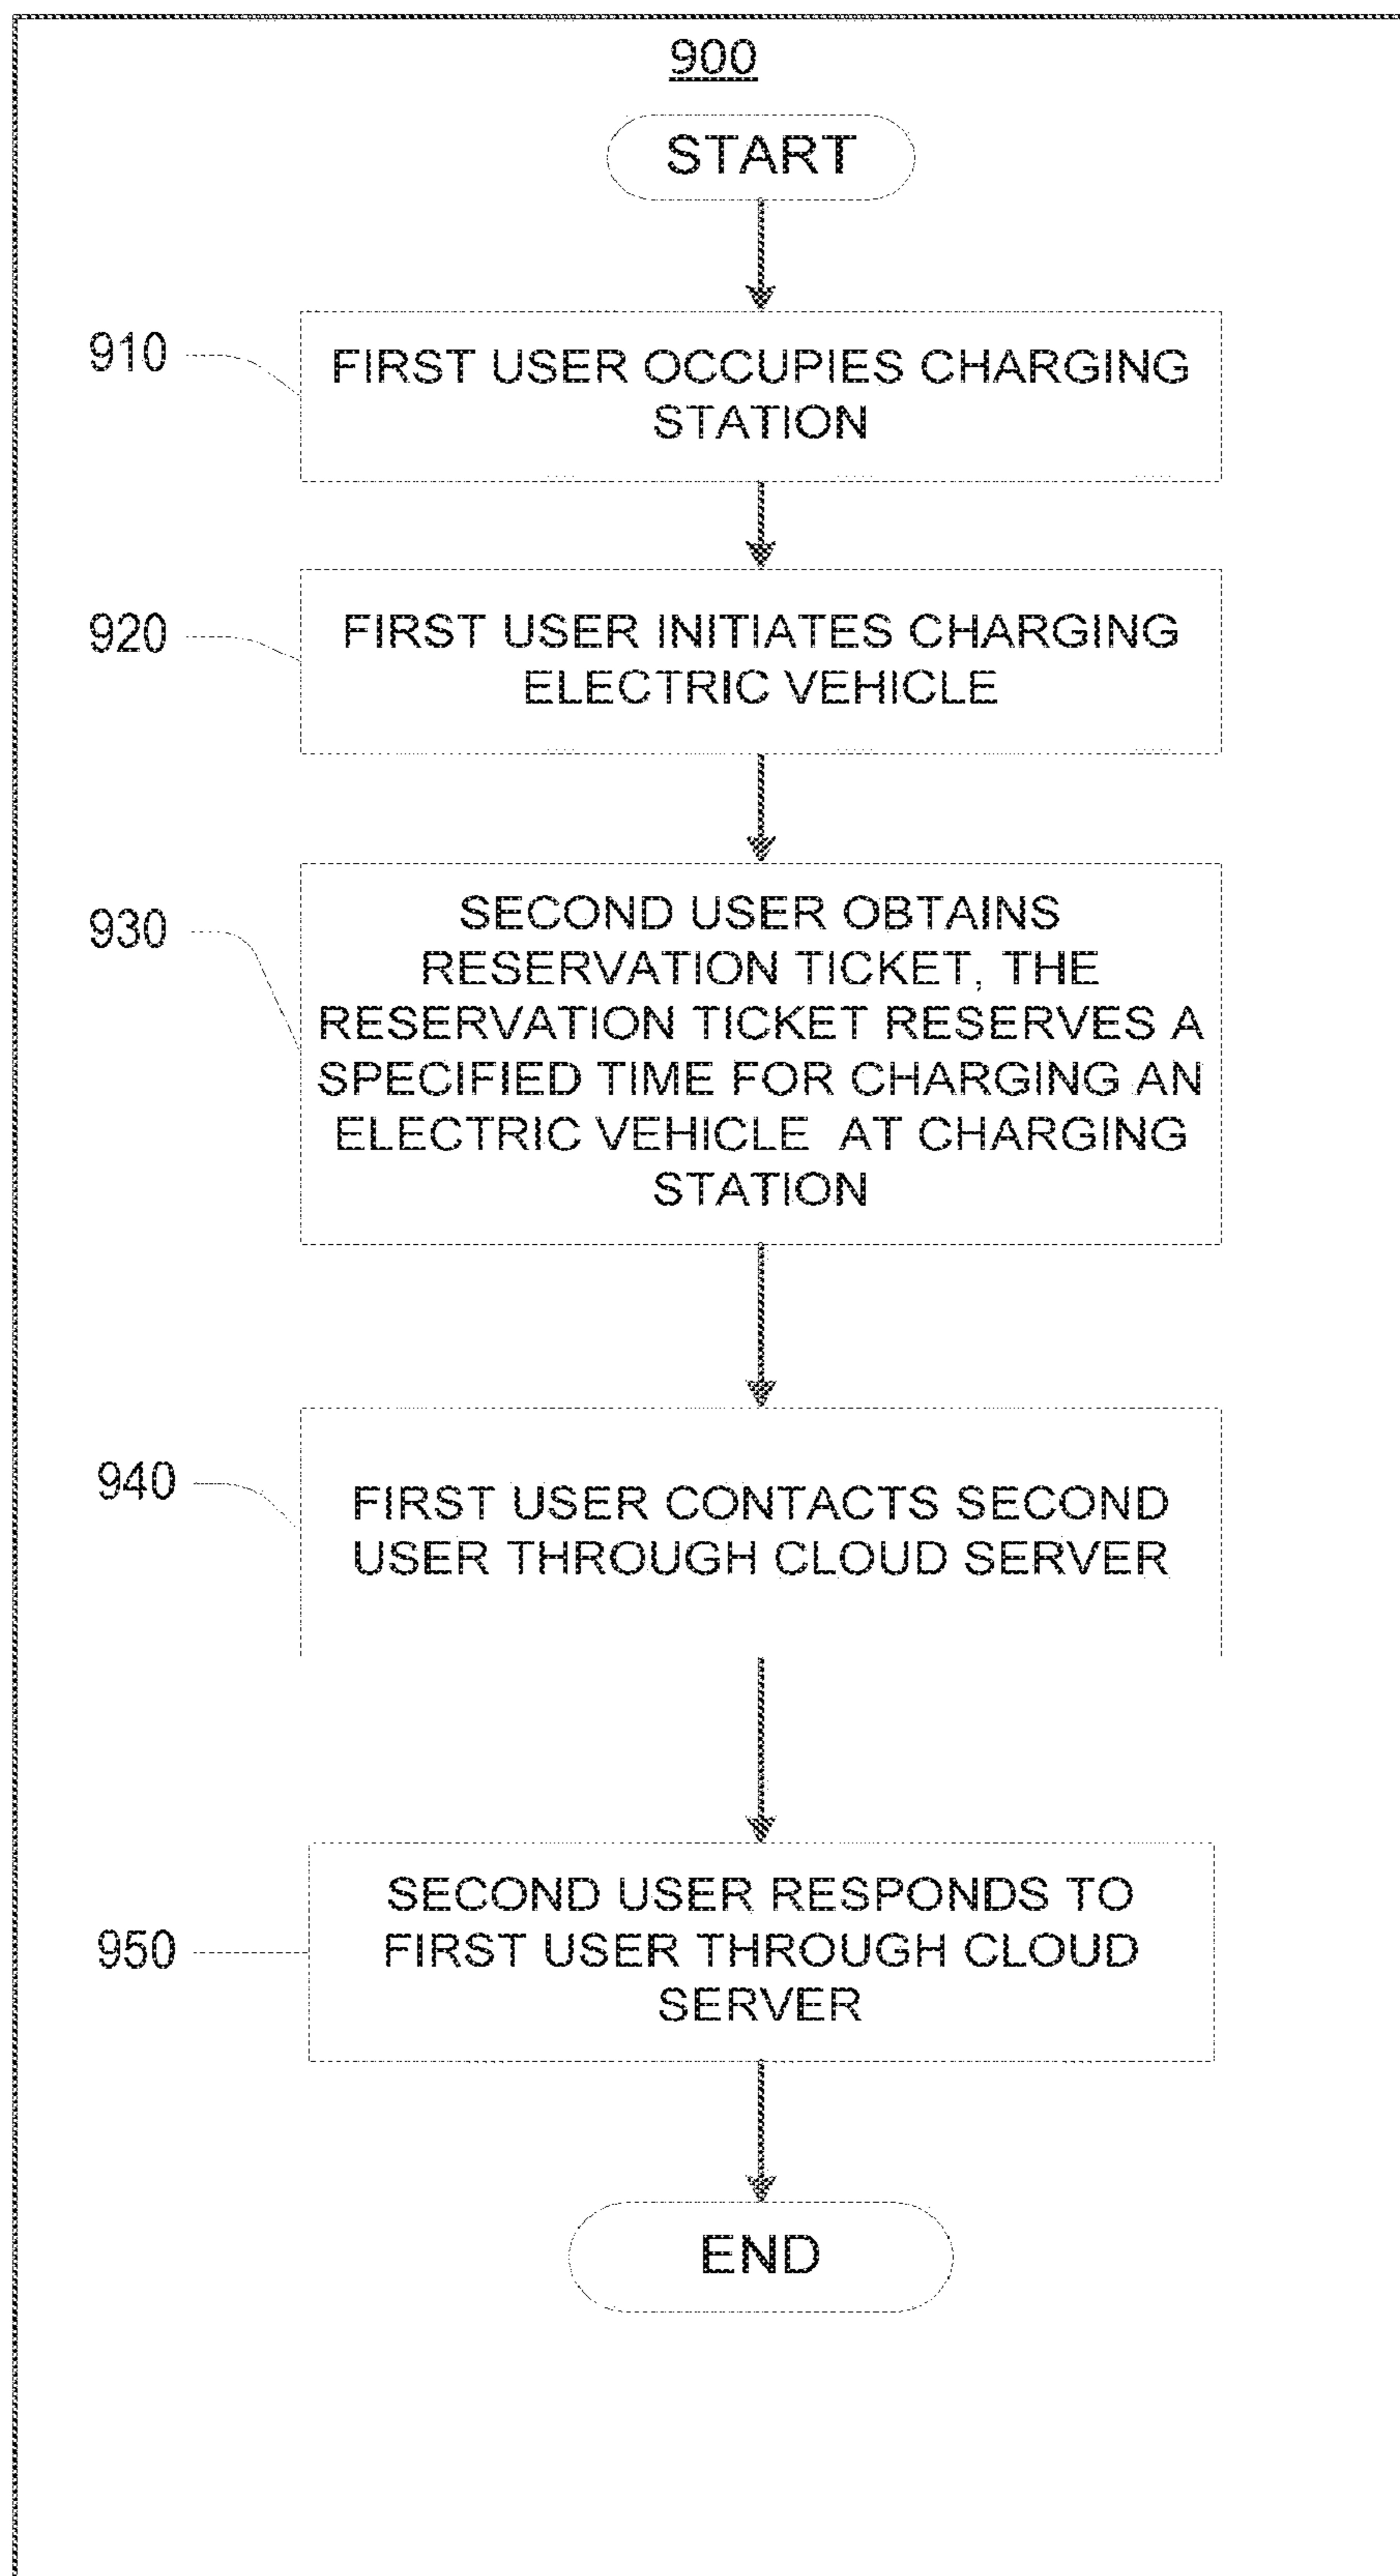 900
START
910
FIRST USER OCCUPIES CHARGING
STATION
920
FIRST USER INITIATES CHARGING
ELECTRIC VEHICLE
930
SECOND USER OBTAINS
RESERVATION TICKET, THE
RESERVATION TICKET RESERVES A
SPECIFIED TIME FOR CHARGING AN
ELECTRIC VEHICLE AT CHARGING
STATION
940
FIRST USER CONTACTS SECOND
USER THROUGH CLOUD SERVER
950
SECOND USER RESPONDS TO
FIRST USER THROUGH CLOUD
SERVER
END